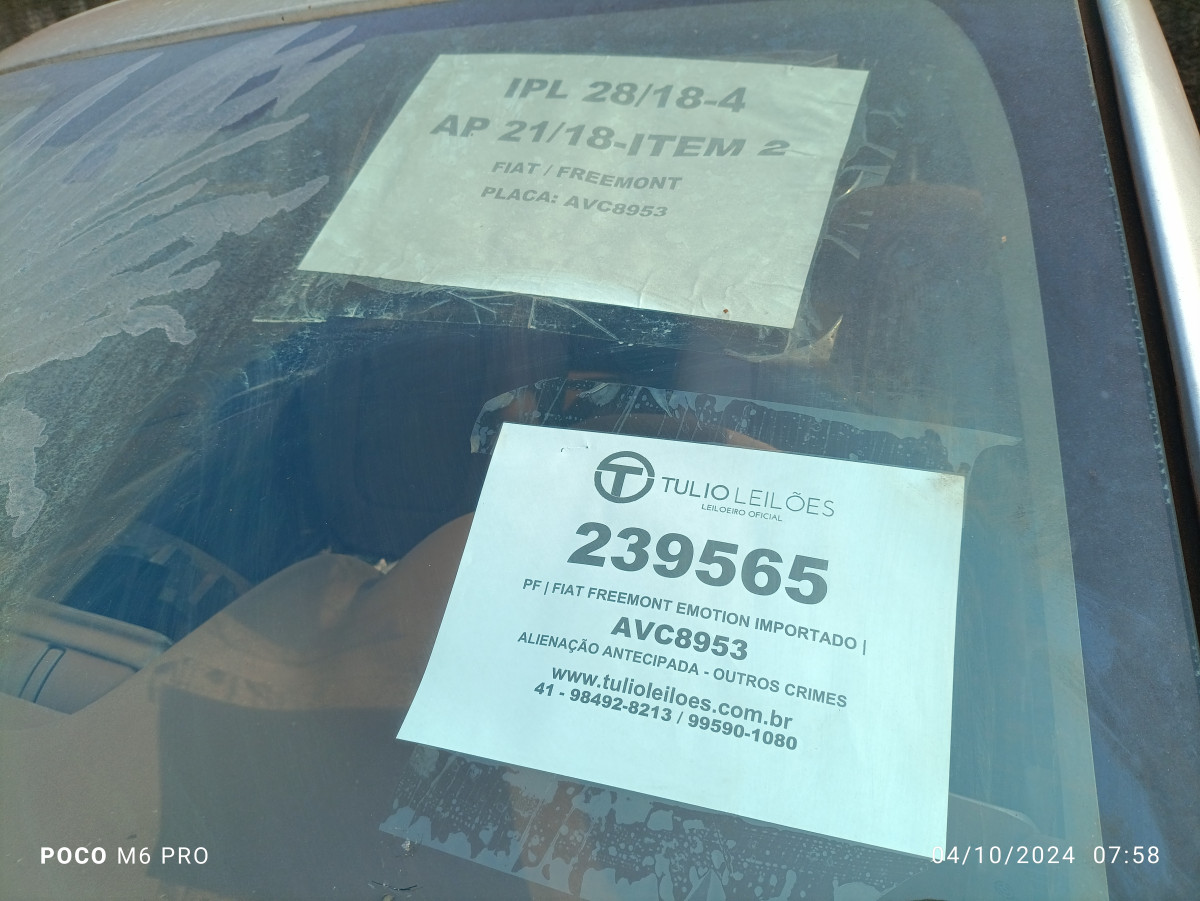 IPL 28/18-4
AP 21/18-ITEM 2
FIAT / FREEMONT
PLACA: AVC8953
T TULIO LEILÕES
LEILOEIRO OFICIAL
239565
PF | FIAT FREEMONT EMOTION IMPORTADO |
AVC8953
ALIENAÇÃO ANTECIPADA - OUTROS CRIMES
www.tulioleiloes.com.br
41 - 98492-8213 / 99590-1080
POCO M6 PRO
04/10/2024 07:58